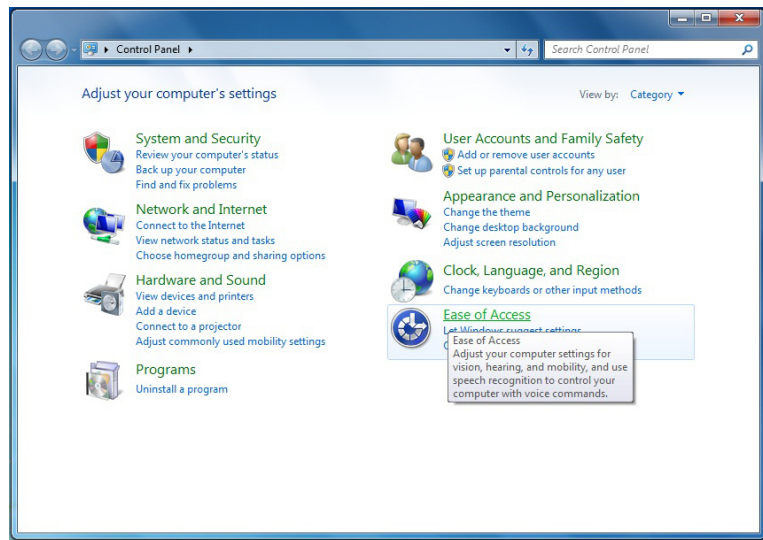 Control Panel
Search Control Panel
Adjust your computer's settings
View by: Category
System and Security
Review your computer's status
Back up your computer
Find and fix problems
Network and Internet
Connect to the Internet
View network status and tasks
Choose homegroup and sharing options
Hardware and Sound
View devices and printers
Add a device
Connect to a projector
Adjust commonly used mobility settings
Programs
Uninstall a program
User Accounts and Family Safety
Add or remove user accounts
Set up parental controls for any user
Appearance and Personalization
Change the theme
Change desktop background
Adjust screen resolution
Clock, Language, and Region
Change keyboards or other input methods
Ease of Access
Let Windows suggest settings
Ease of Access
Adjust your computer settings for
vision, hearing, and mobility, and use
speech recognition to control your
computer with voice commands.